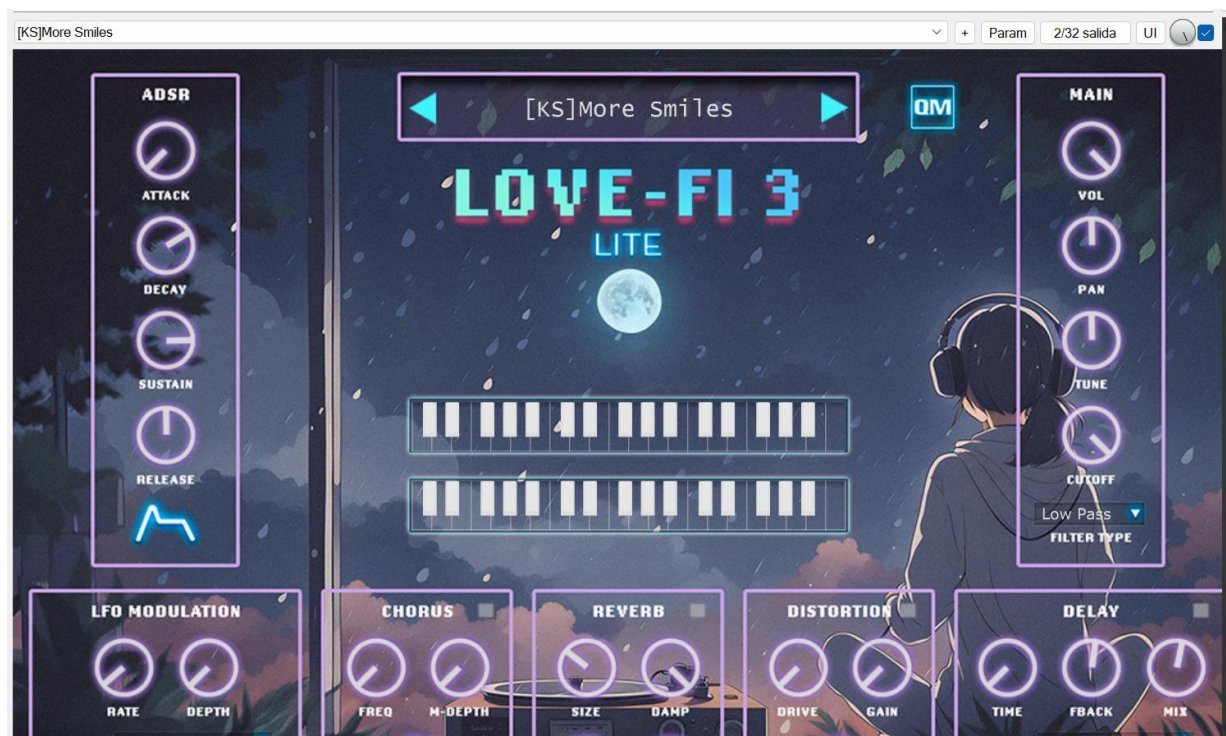 [KS]More Smiles
+
Param
2/32 salida
UI
ADSR
ATTACK
DECAY
SUSTAIN
RELEASE
[KS]More Smiles
QM
LOVE-FI 3
LITE
MAIN
VOL
PAN
TUNE
CUTOFF
Low Pass
FILTER TYPE
LFO MODULATION
RATE DEPTH
CHORUS
FREQ M-DEPTH
REVERB
SIZE DAMP
DISTORTION
DRIVE GAIN
DELAY
TIME FBACK MIX